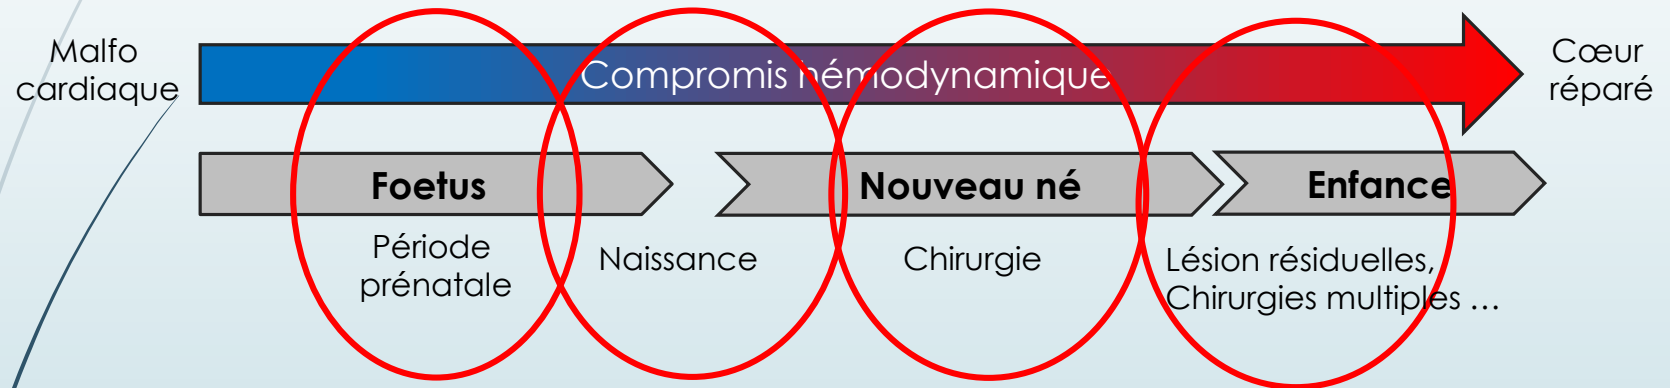 Malfo
cardiaque
Compromis hémodynamique
Cœur
réparé
Foetus
Nouveau né
Enfance
Période
prénatale
Naissance
Chirurgie
Lésion résiduelles,
Chirurgies multiples …